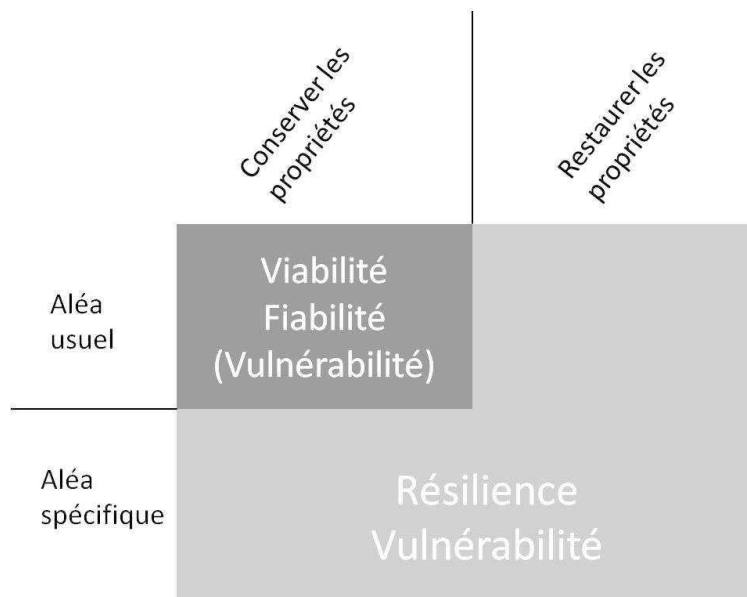 Conserver les
propriétés
Restaurer les
propriétés
Aléa
usuel
Viabilité
Fiabilité
(Vulnérabilité)
Aléa
spécifique
Résilience
Vulnérabilité